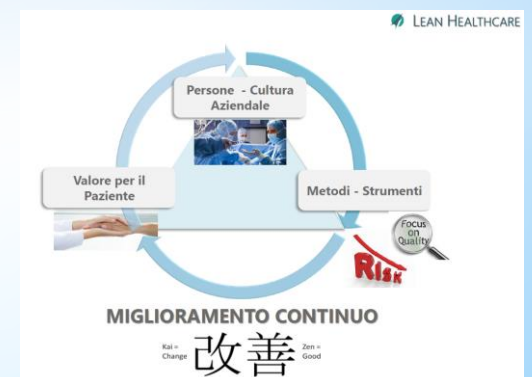 LEAN HEALTHCARE
Persone - Cultura
Aziendale
Valore per il
Paziente
Metodi - Strumenti
Focus
on
Quality
RISK
MIGLIORAMENTO CONTINUO
Kai =
Change
改善
Zen =
Good